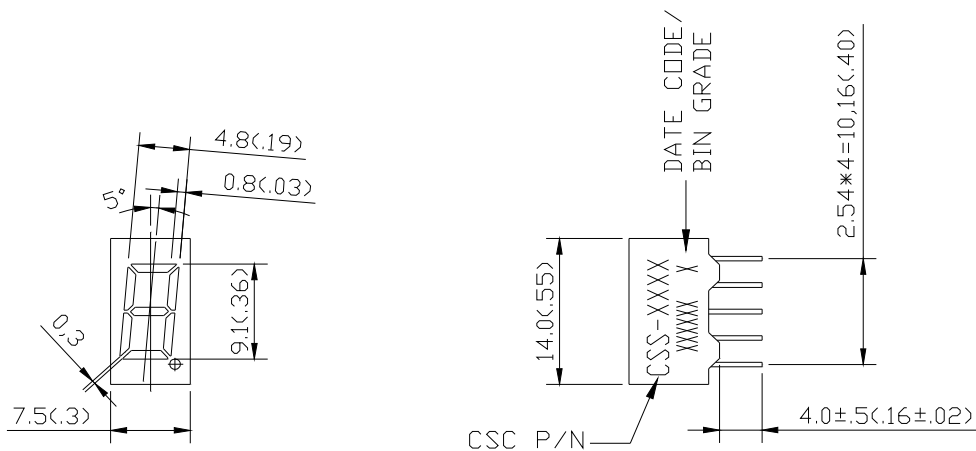 4.8(.19)
0.8(.03)
5°
9.1(.36)
0,3
7.5(.3)
DATE CODE/
BIN GRADE
2.54*4=10,16(.40)
14.0(.55)
CSS-XXXX
XXXXXX X
4.0±.5(.16±.02)
CSC P/N